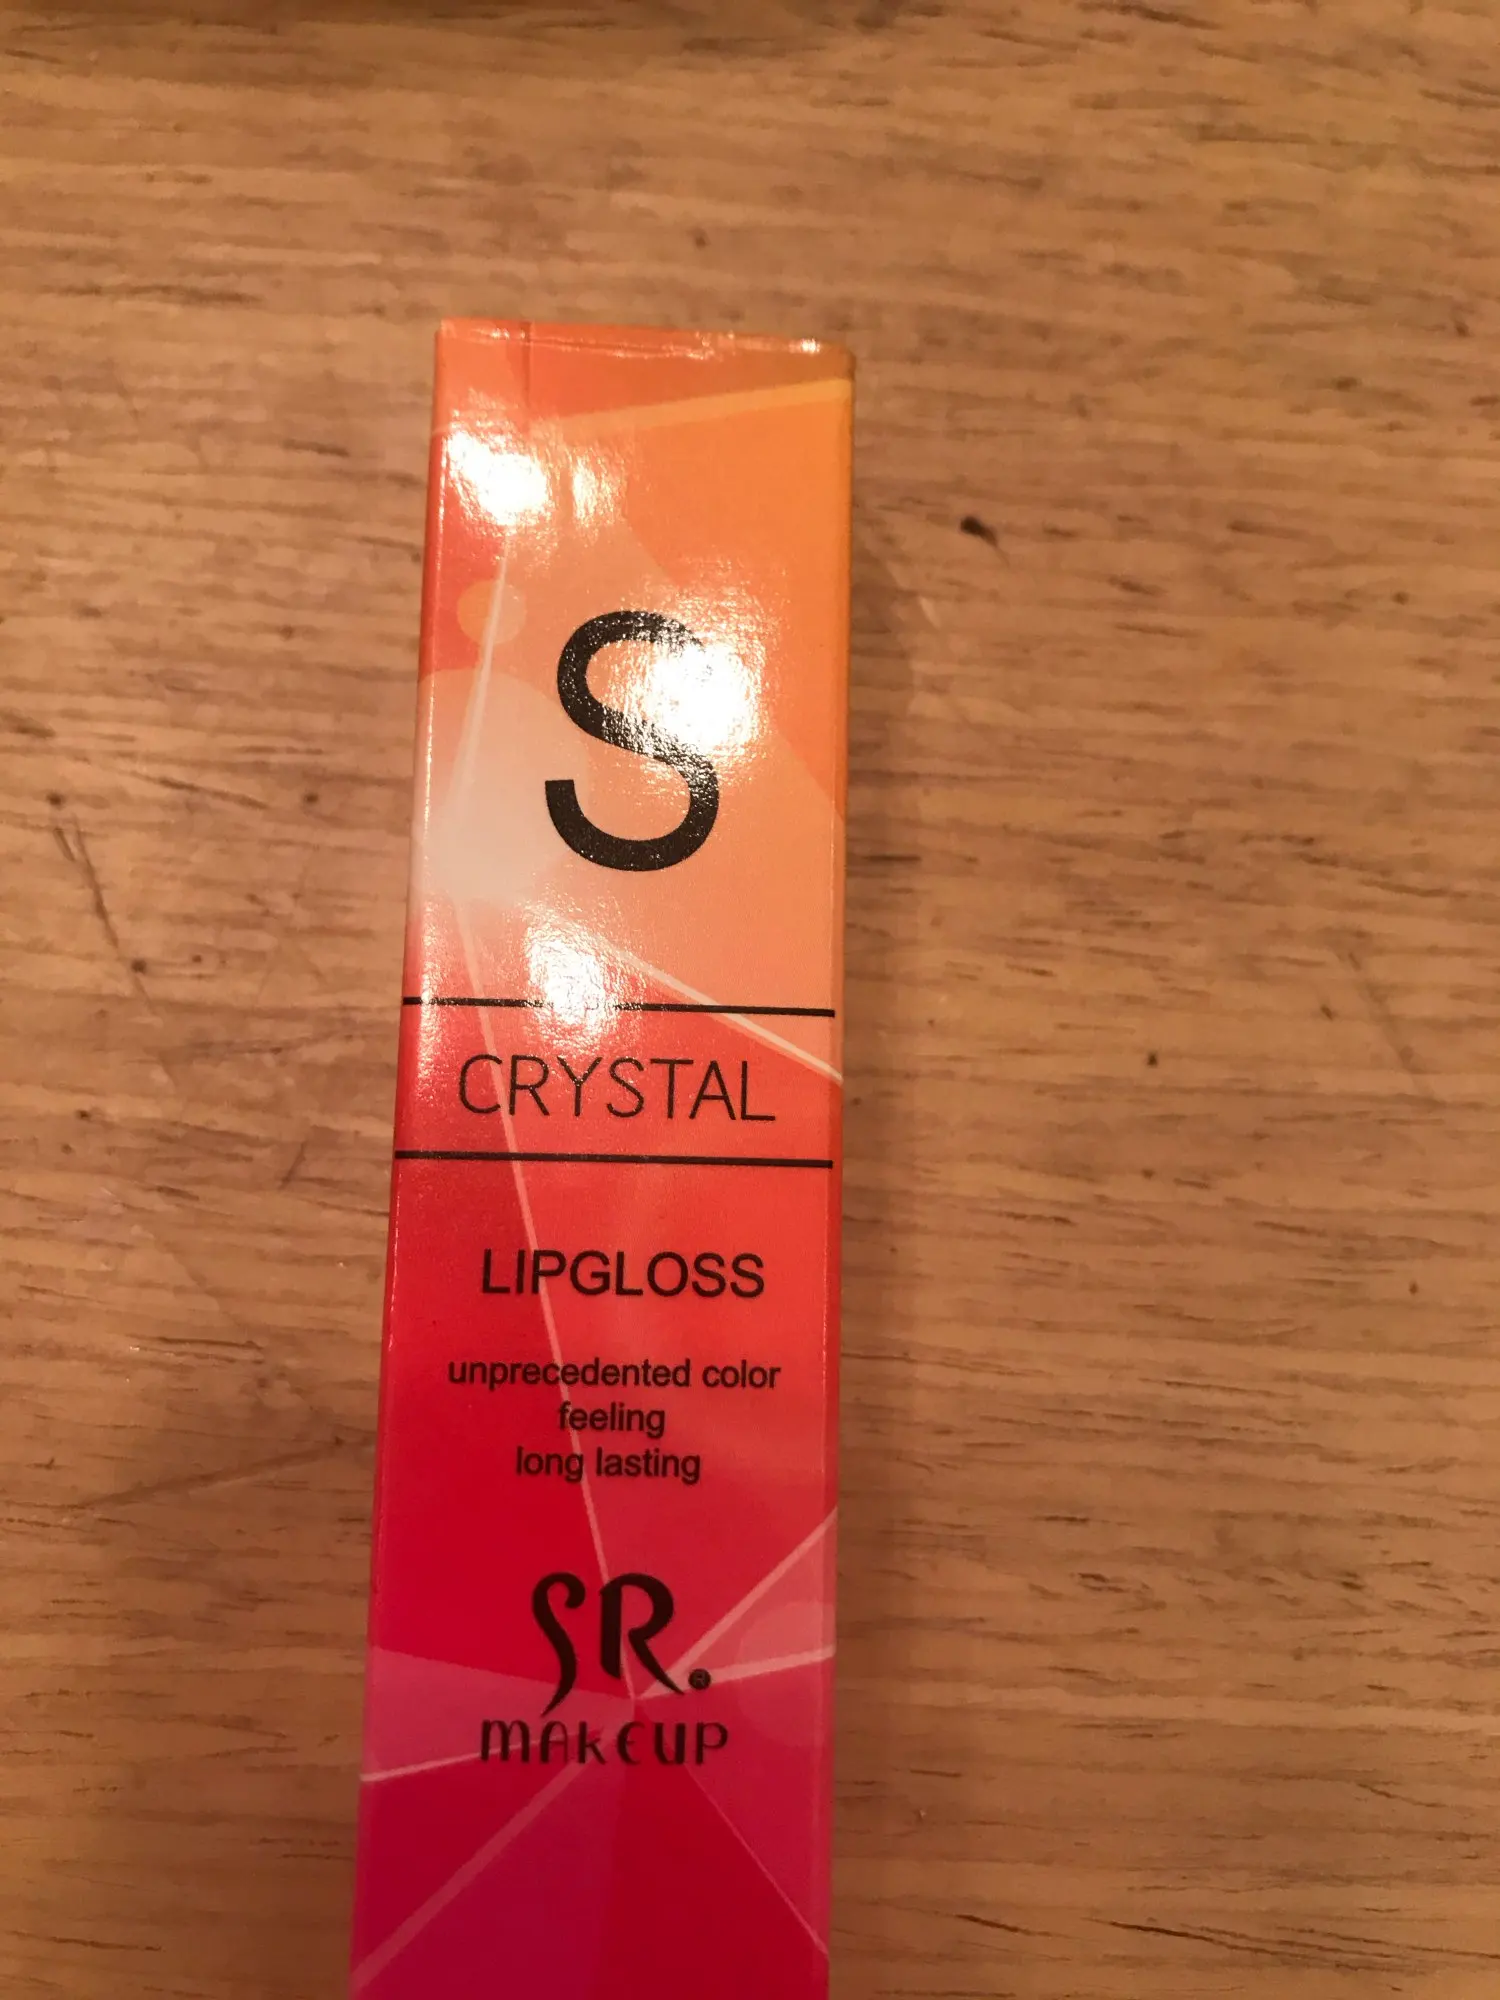 S
CRYSTAL
LIPGLOSS
unprecedented color
feeling
long lasting
SR®
MAKEUP